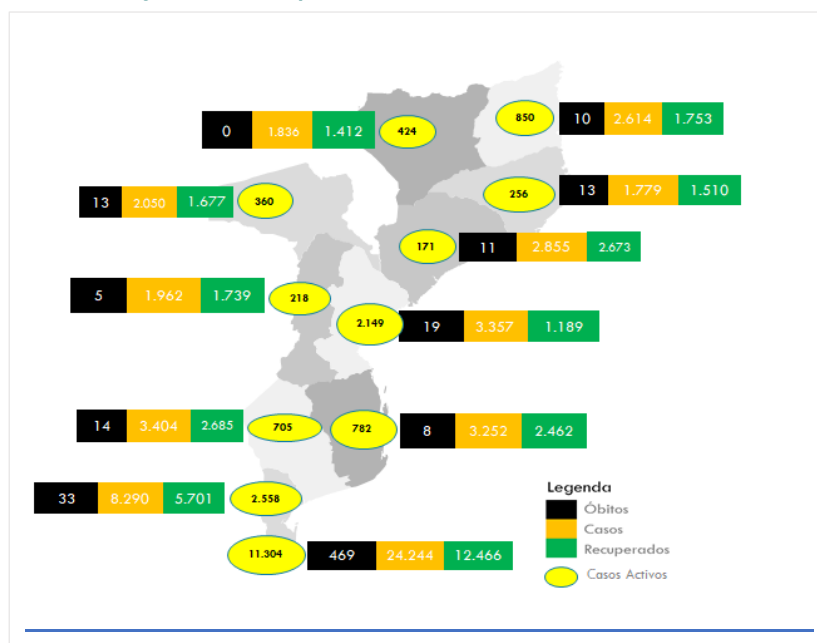 850 10 2.614 1.753
0 1.836 1.412 424
256 13 1.779 1.510
13 2.050 1.677 360
171 11 2.855 2.673
5 1.962 1.739 218
2.149 19 3.357 1.189
14 3.404 2.685 705 782 8 3.252 2.462
33 8.290 5.701 2.558
11.304 469 24.244 12.466
Legenda
Óbitos
Casos
Recuperados
Casos Activos